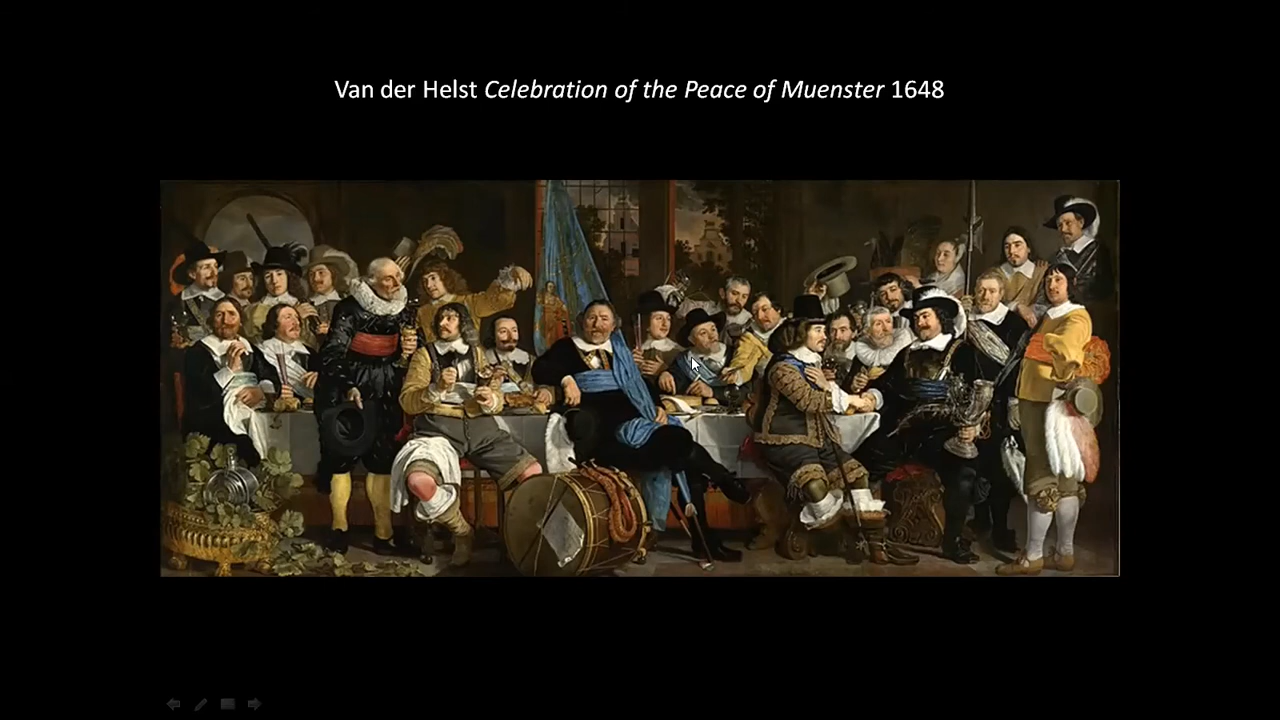 Van der Helst Celebration of the Peace of Muenster 1648